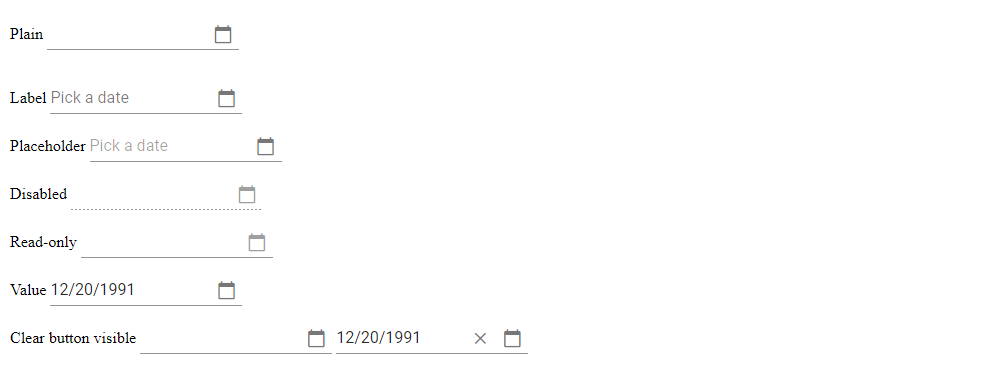 Plain
Label Pick a date
Placeholder Pick a date
Disabled
Read-only
Value 12/20/1991
Clear button visible 12/20/1991